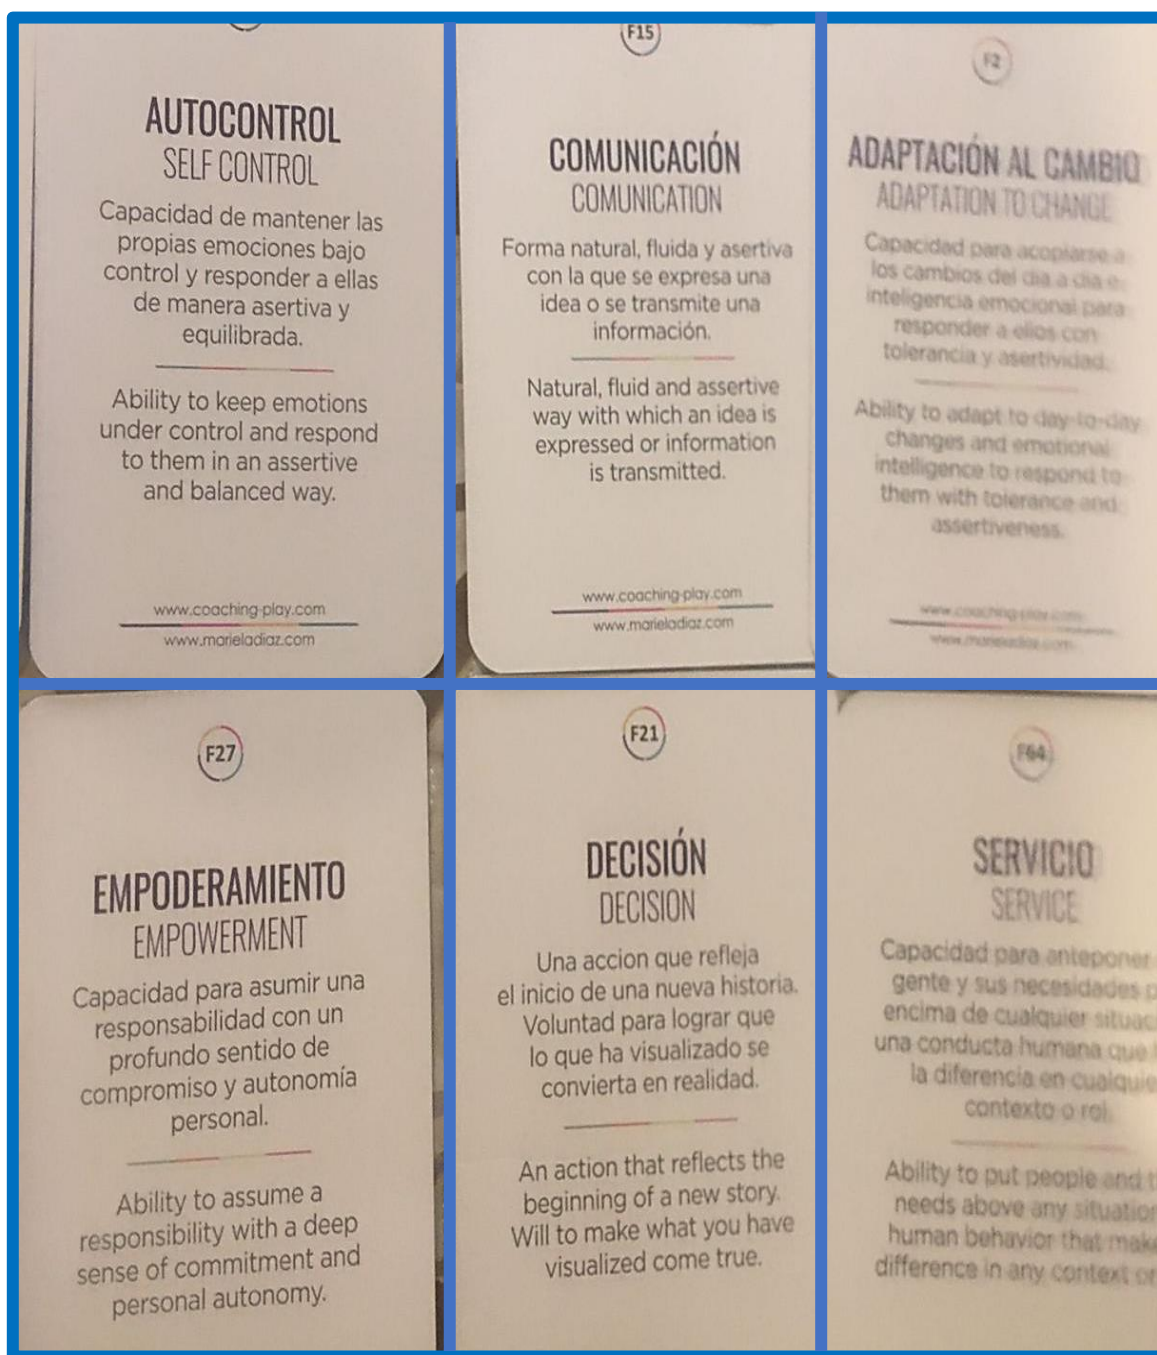 AUTOCONTROL
SELF CONTROL
Capacidad de mantener las
propias emociones bajo
control y responder a ellas
de manera asertiva y
equilibrada.
Ability to keep emotions
under control and respond
to them in an assertive
and balanced way.
www.coaching-play.com
www.marieladiaz.com
F15
COMUNICACIÓN
COMUNICATION
Forma natural, fluida y asertiva
con la que se expresa una
idea o se transmite una
información.
Natural, fluid and assertive
way with which an idea is
expressed or information
is transmitted.
www.coaching-play.com
www.marieladiaz.com
F2
ADAPTACIÓN AL CAMBIO
ADAPTATION TO CHANGE
Capacidad para acoplarse a
los cambios del dia a dia e
inteligencia emocional para
responder a ellos con
tolerancia y asertividad.
Ability to adapt to day-to-day
changes and emotional
intelligence to respond to
them with tolerance and
assertiveness.
www.coaching-play.com
www.marieladiaz.com
F27
EMPODERAMIENTO
EMPOWERMENT
Capacidad para asumir una
responsabilidad con un
profundo sentido de
compromiso y autonomía
personal.
Ability to assume a
responsibility with a deep
sense of commitment and
personal autonomy.
F21
DECISIÓN
DECISION
Una accion que refleja
el inicio de una nueva historia.
Voluntad para lograr que
lo que ha visualizado se
convierta en realidad.
An action that reflects the
beginning of a new story.
Will to make what you have
visualized come true.
F64
SERVICIO
SERVICE
Capacidad para anteponer
gente y sus necesidades
encima de cualquier
una conducta humana que
la diferencia en
contexto o rol.
Ability to put people and
needs above any
human behavior that
difference in any context